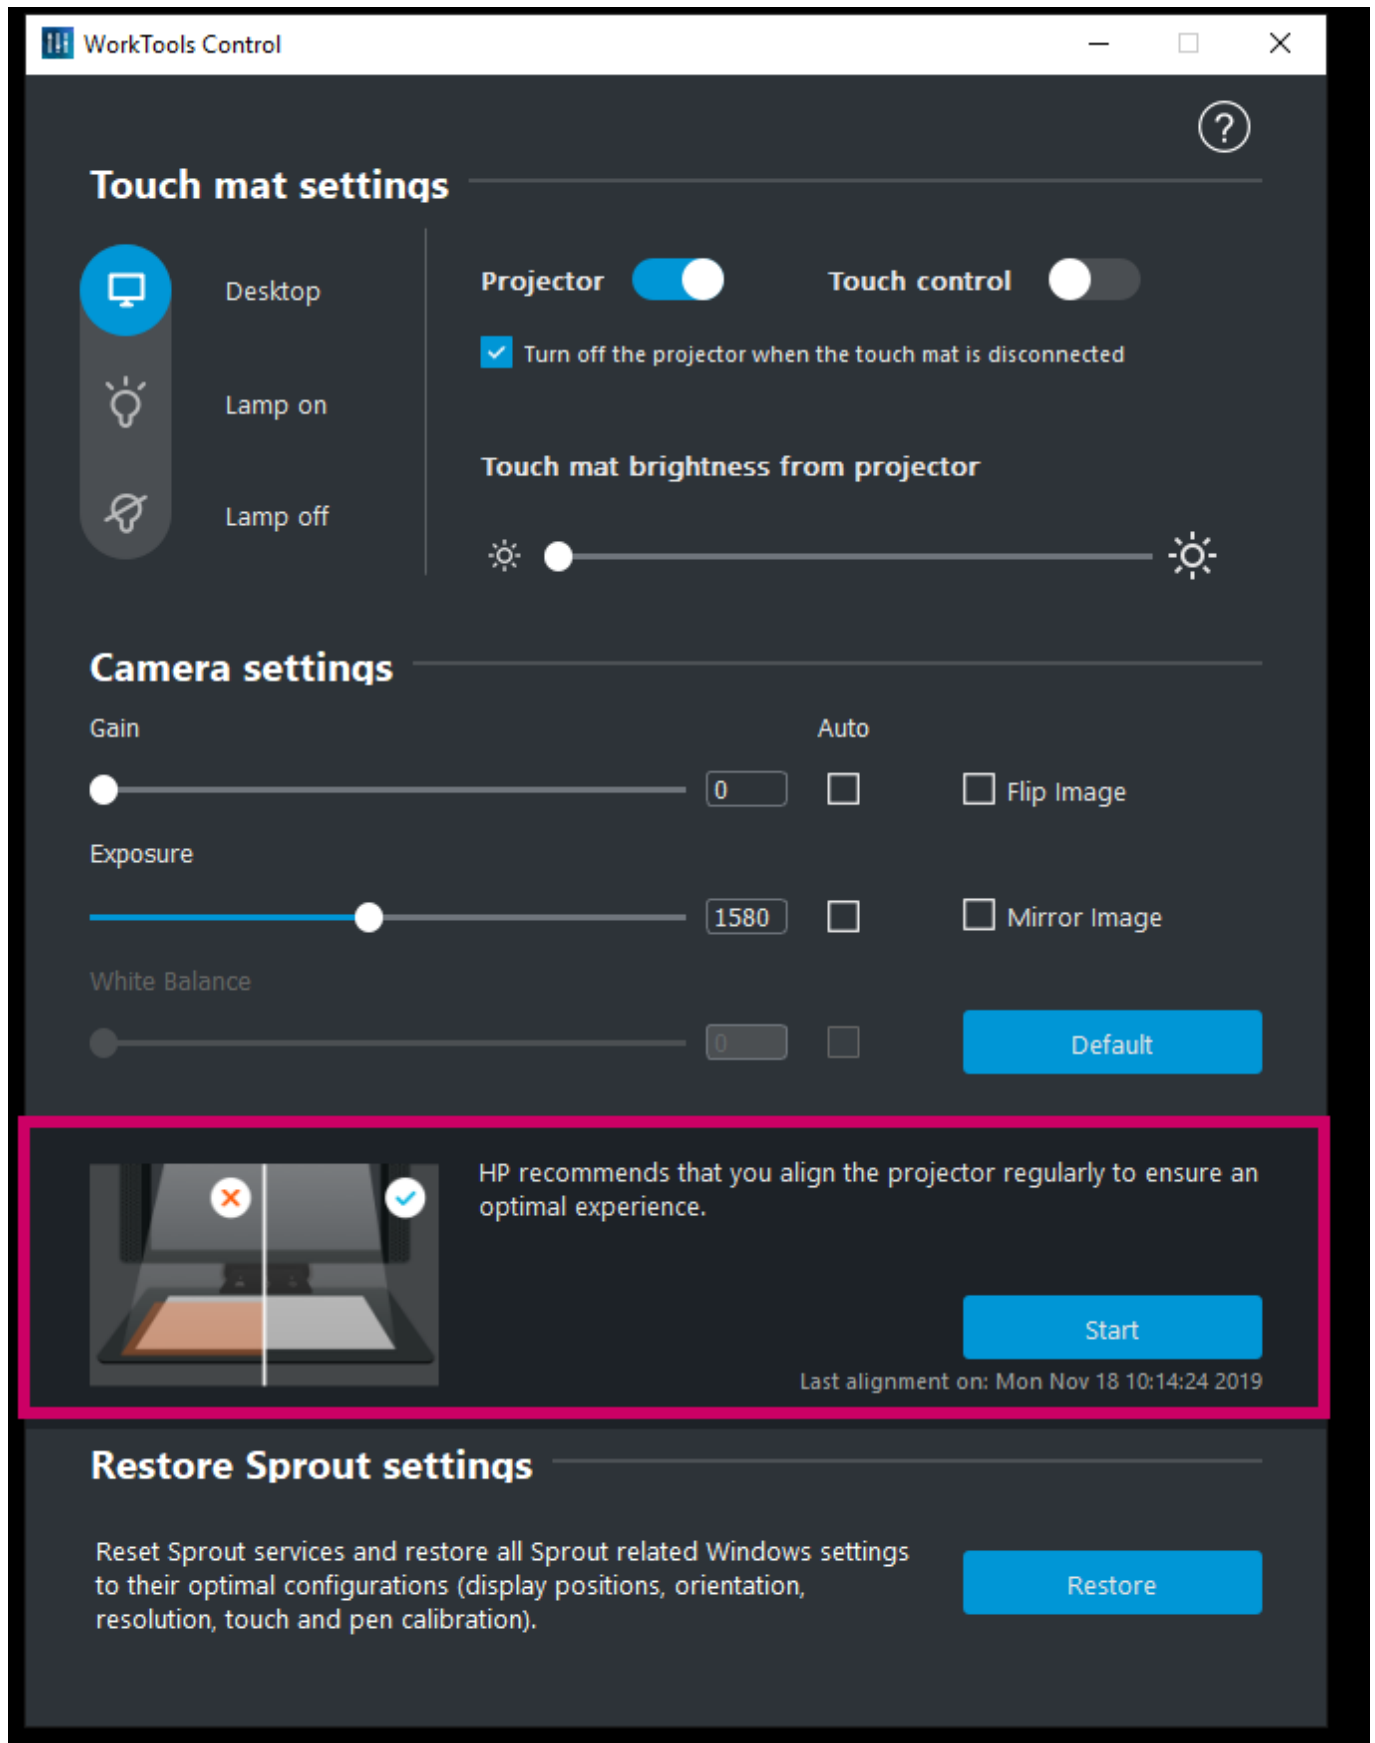 WorkTools Control
?
Touch mat settings
Desktop
Projector
Touch control
Turn off the projector when the touch mat is disconnected
Lamp on
Touch mat brightness from projector
Lamp off
Camera settings
Gain
Auto
0
Flip Image
Exposure
1580
Mirror Image
White Balance
0
Default
HP recommends that you align the projector regularly to ensure an
optimal experience.
Start
Last alignment on: Mon Nov 18 10:14:24 2019
Restore Sprout settings
Reset Sprout services and restore all Sprout related Windows settings
to their optimal configurations (display positions, orientation,
resolution, touch and pen calibration).
Restore